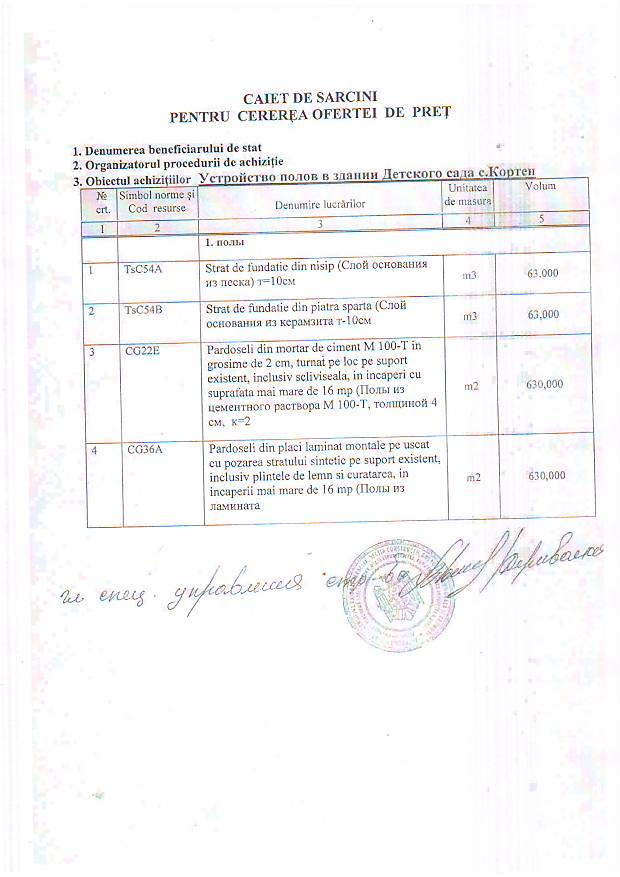 CAIET DE SARCINI
PENTRU CEREREA OFERTEI DE PREȚ
1. Denumerea beneficiarului de stat
2. Organizatorul procedurii de achiziție
3. Obiectul achizițiilor Устройство полов в здании Детского сада с.Кортен
№ crt. Simbol norme și Cod resurse Denumire lucrărilor Unitatea de masura Volum
1 2 3 4 5
1. полы
1 TsC54A Strat de fundatie din nisip (Слой основания
из песка) т=10см m3 63,000
2 TsC54B Strat de fundatie din piatra sparta (Слой
основания из керамзита т-10см m3 63,000
3 CG22E Pardoseli din mortar de ciment M 100-T in
grosime de 2 cm, turnai pe loc pe suport
existent, inclusiv scliviseala, in incaperi cu
suprafata mai mare de 16 mp (Полы из
цементного раствора М 100-Т, толщиной 4
см, к=2 m2 630,000
4 CG36A Pardoseli din placi laminat montale pe uscat
cu pozarea stratului sintetic pe suport existent,
inclusiv plintele de lemn si curatarea, in
incaperii mai mare de 16 mp (Полы из
ламината m2 630,000
гл спец. управления стр-ва